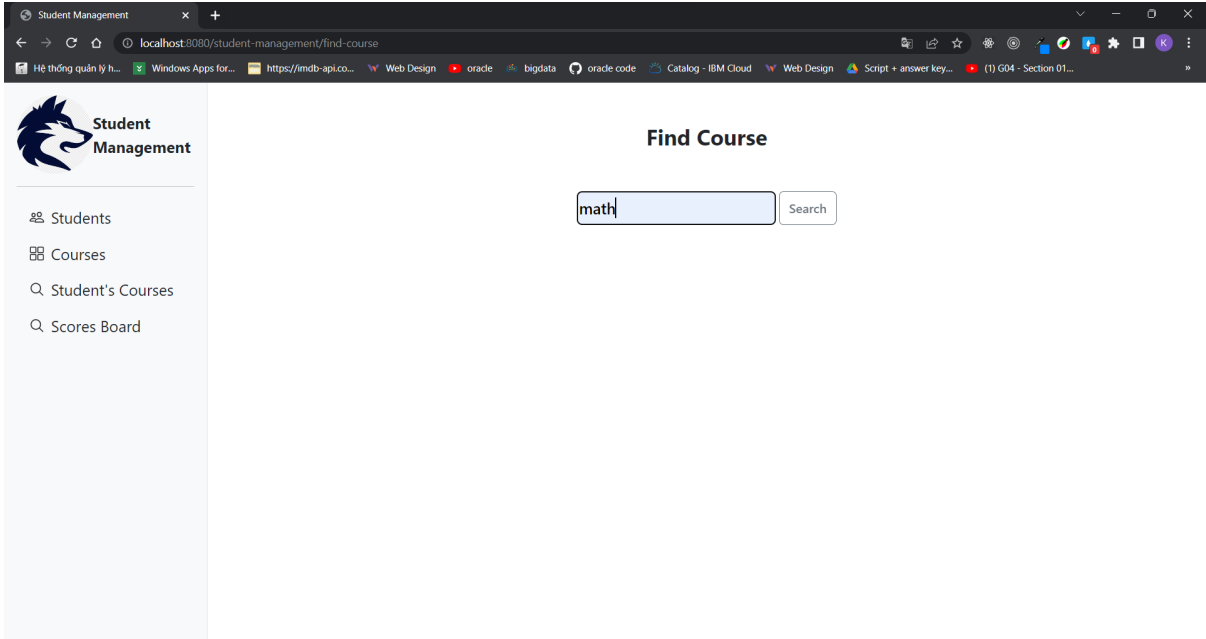 Student Management
localhost:8080/student-management/find-course
Hệ thống quản lý h... Windows Apps for... https://imdb-api.co... Web Design oracle bigdata oracle code Catalog - IBM Cloud Web Design Script + answer key... (1) G04 - Section 01... »
Student
Management
Students
Courses
Student's Courses
Scores Board
Find Course
math Search
K
0